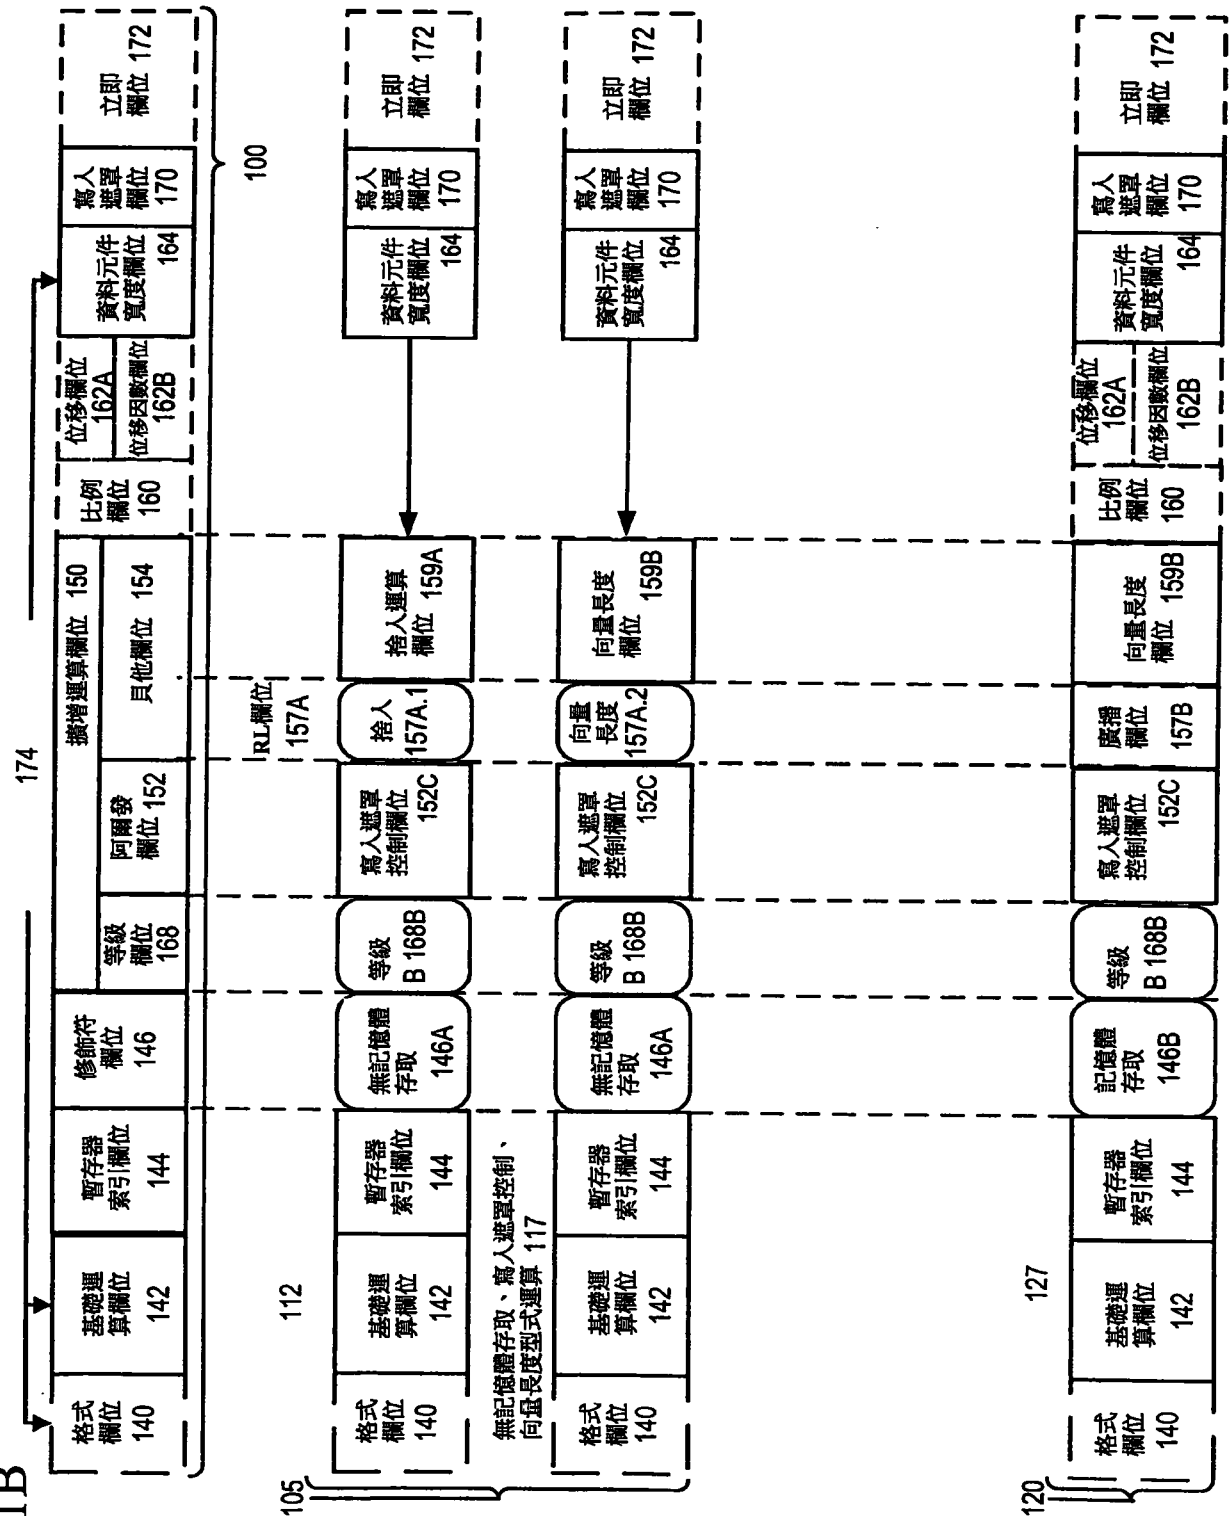 1B
174
格式
欄位
140
基礎運
算欄位
142
暫存器
索引欄位
144
修飾符
欄位
146
擴增運算欄位 150
等級
欄位
168
阿爾發
欄位 152
貝他欄位 154
比例
欄位
160
位移欄位
162A
位移因數欄位
162B
資料元件
寬度欄位
164
寫入
遮罩
欄位
170
立即
欄位 172
100
RL欄位
157A
105
112
格式
欄位
140
基礎運
算欄位
142
暫存器
索引欄位
144
無記憶體
存取
146A
等級
B 168B
寫入遮罩
控制欄位
152C
捨入
157A.1
捨入運算
欄位 159A
資料元件
寬度欄位
164
寫入
遮罩
欄位
170
立即
欄位 172
無記憶體存取、寫入遮罩控制、
向量長度型式運算 117
格式
欄位
140
基礎運
算欄位
142
暫存器
索引欄位
144
無記憶體
存取
146A
等級
B 168B
寫入遮罩
控制欄位
152C
向量
長度
157A.2
向量長度
欄位 159B
資料元件
寬度欄位
164
寫入
遮罩
欄位
170
立即
欄位 172
120
127
格式
欄位
140
基礎運
算欄位
142
暫存器
索引欄位
144
記憶體
存取
146B
等級
B 168B
寫入遮罩
控制欄位
152C
廣播
欄位
157B
向量長度
欄位 159B
比例
欄位
160
位移欄位
162A
位移因數欄位
162B
資料元件
寬度欄位
164
寫入
遮罩
欄位
170
立即
欄位 172